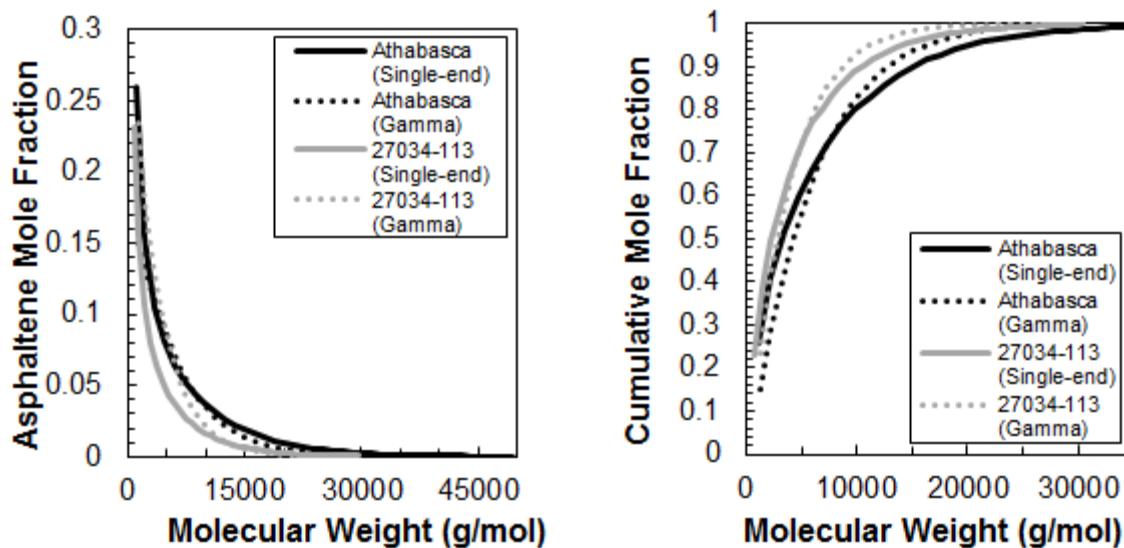 Asphaltene Mole Fraction
0.3
0.25
0.2
0.15
0.1
0.05
0
0 15000 30000 45000
Molecular Weight (g/mol)
Athabasca
(Single-end)
Athabasca
(Gamma)
27034-113
(Single-end)
27034-113
(Gamma)
Cumulative Mole Fraction
1
0.9
0.8
0.7
0.6
0.5
0.4
0.3
0.2
0.1
0
0 10000 20000 30000
Molecular Weight (g/mol)
Athabasca
(Single-end)
Athabasca
(Gamma)
27034-113
(Single-end)
27034-113
(Gamma)